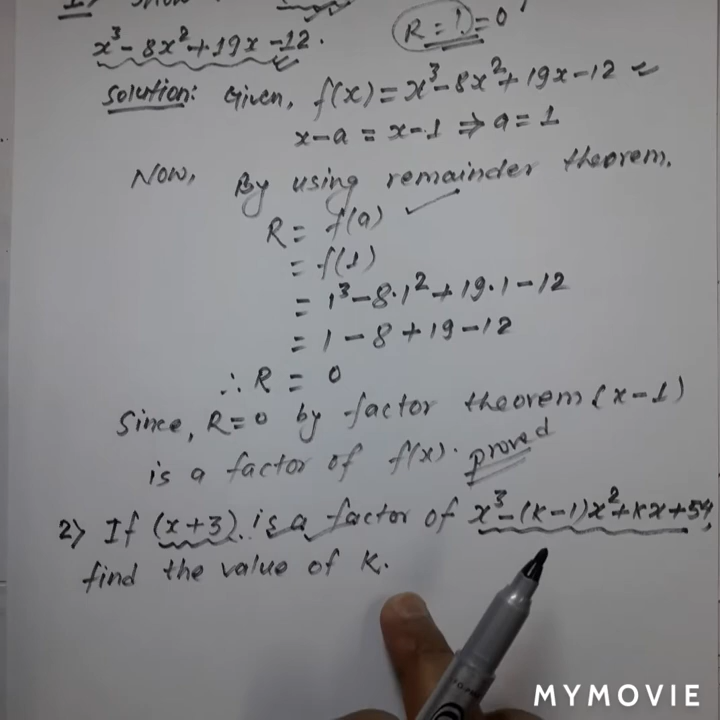 R = 1 = 0
x³ - 8x² + 19x - 12.
Solution: Given, f(x) = x³ - 8x² + 19x - 12
x - a = x - 1 ⇒ a = 1
Now, By using remainder theorem.
R = f(a)
= f(1)
= 1³ - 8·1² + 19·1 - 12
= 1 - 8 + 19 - 12
∴ R = 0
Since, R = 0 by factor theorem (x - 1)
is a factor of f(x). proved
2) If (x+3) is a factor of x³ - (k-1)x² + kx + 54,
find the value of k.
MYMOVIE